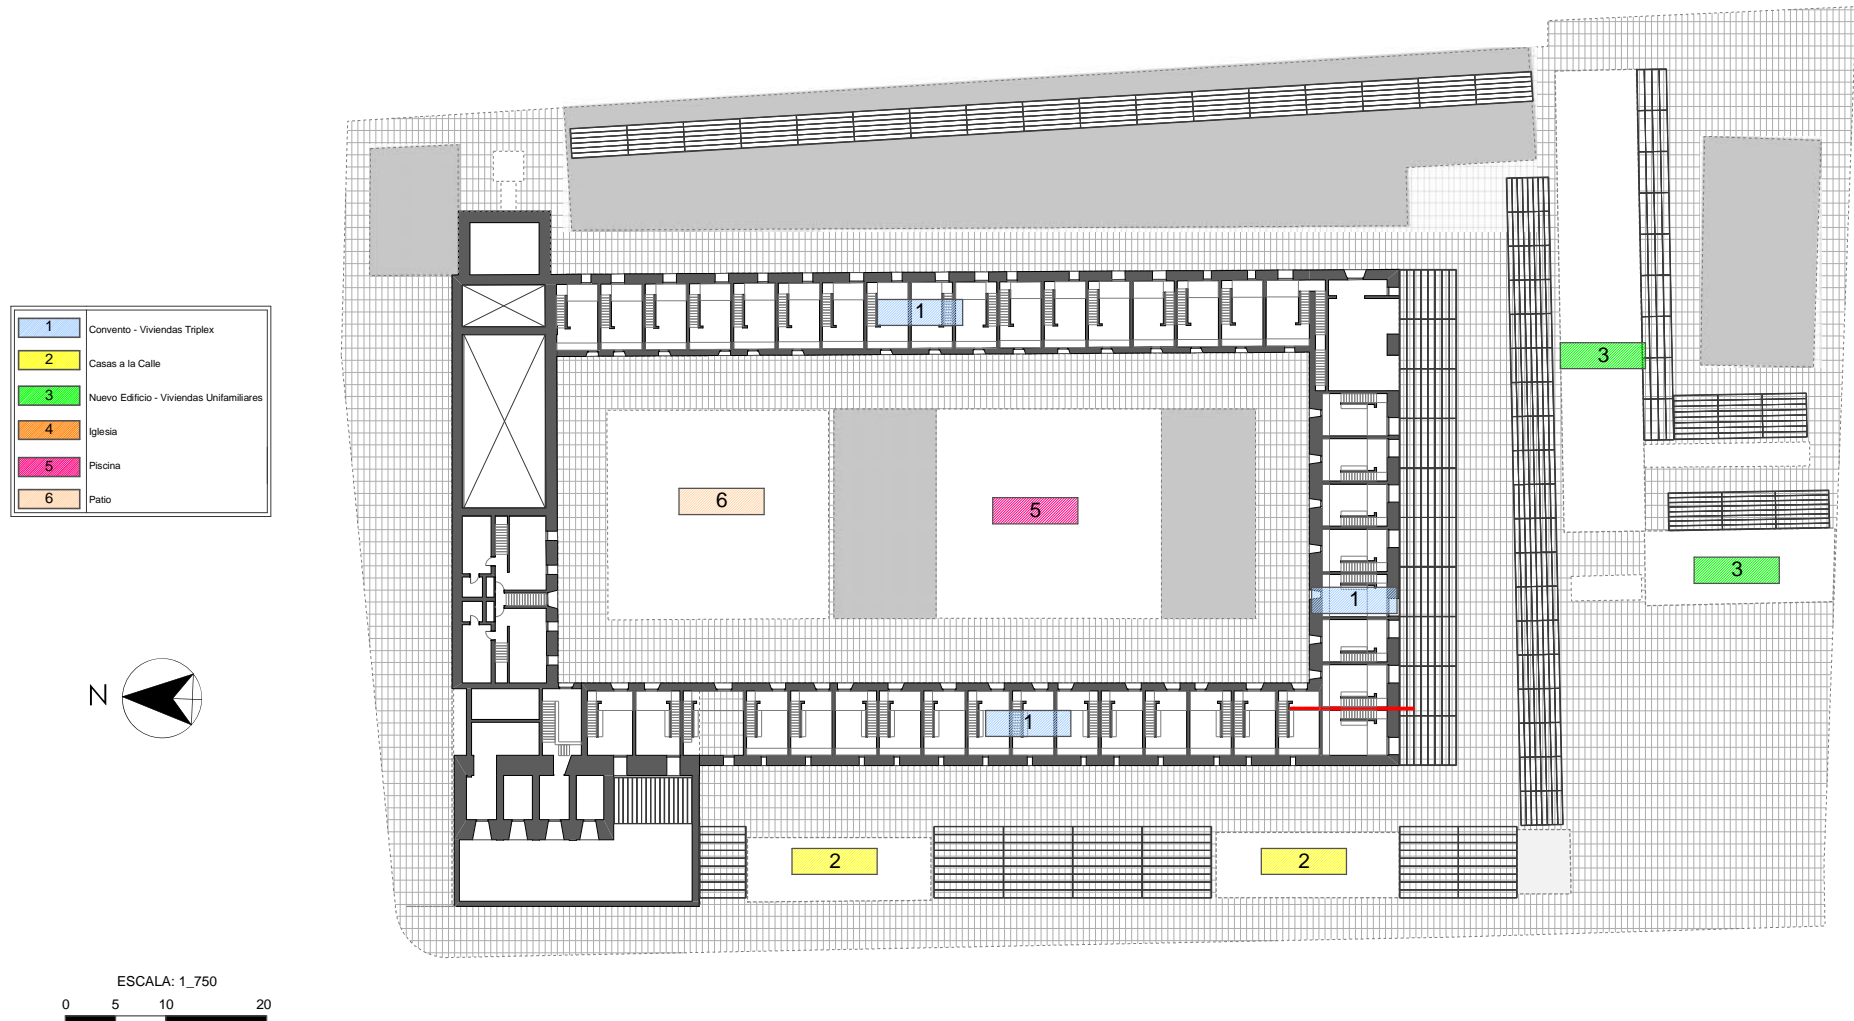 1
3
1 Convento - Viviendas Triplex
2 Casas a la Calle
3 Nuevo Edificio - Viviendas Unifamiliares
4 Iglesia
5 Piscina
6 Patio
6
5
3
1
N
1
2
2
ESCALA: 1_750
0 5 10 20